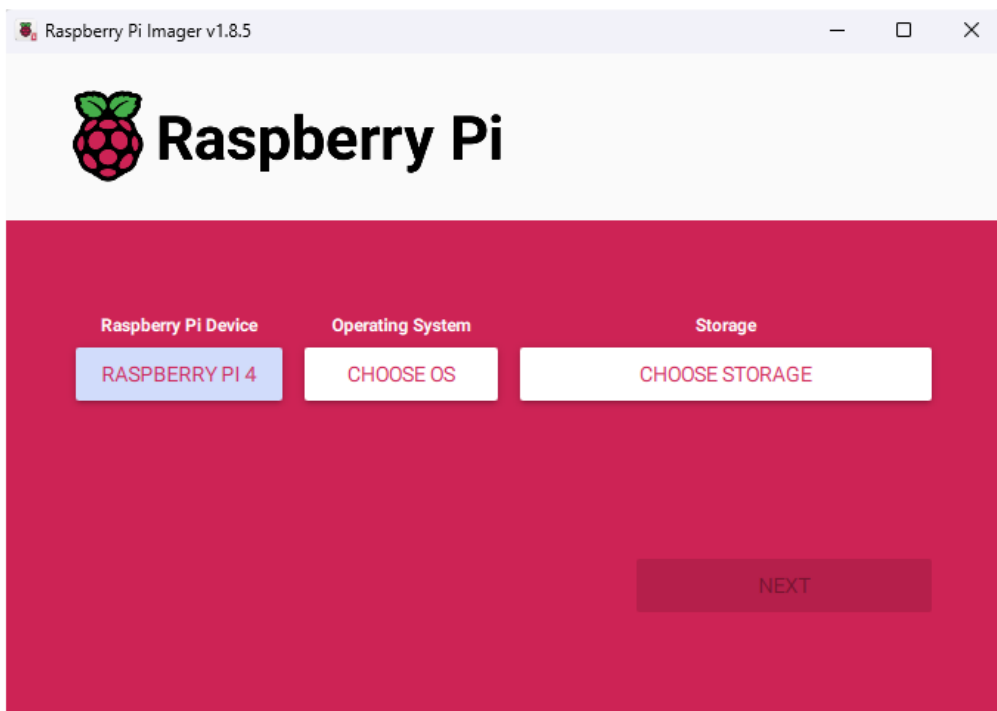 Raspberry Pi Imager v1.8.5
Raspberry Pi
Raspberry Pi Device
Operating System
Storage
RASPBERRY PI 4
CHOOSE OS
CHOOSE STORAGE
NEXT